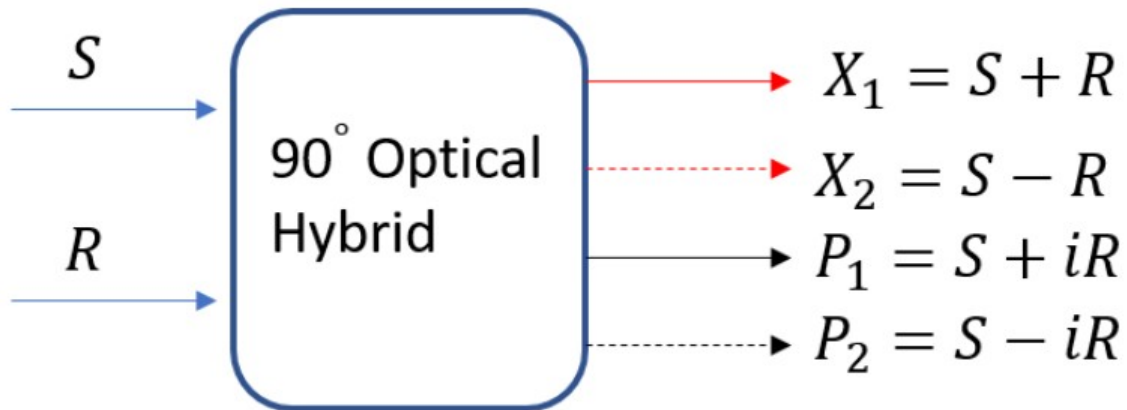 S
R
90° Optical
Hybrid
X₁ = S + R
X₂ = S − R
P₁ = S + iR
P₂ = S − iR